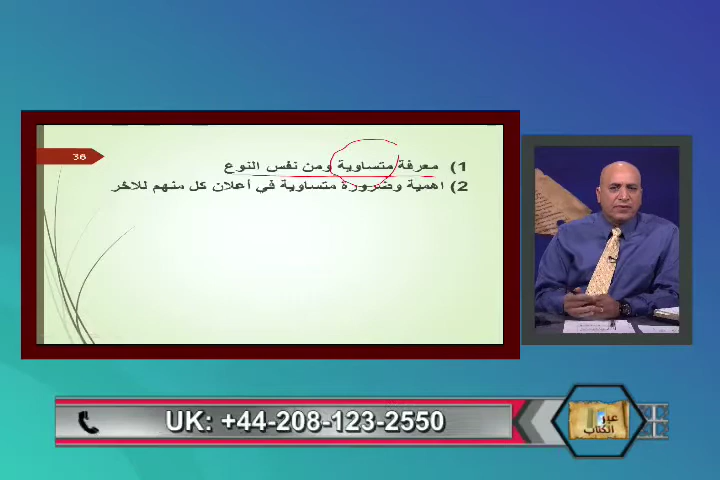 38
1) معرفة متساوية ومن نفس النوع
2) اهمية وضرورة متساوية في أعلان كل منهم للاخر
UK: +44-208-123-2550
عبر
الكتاب